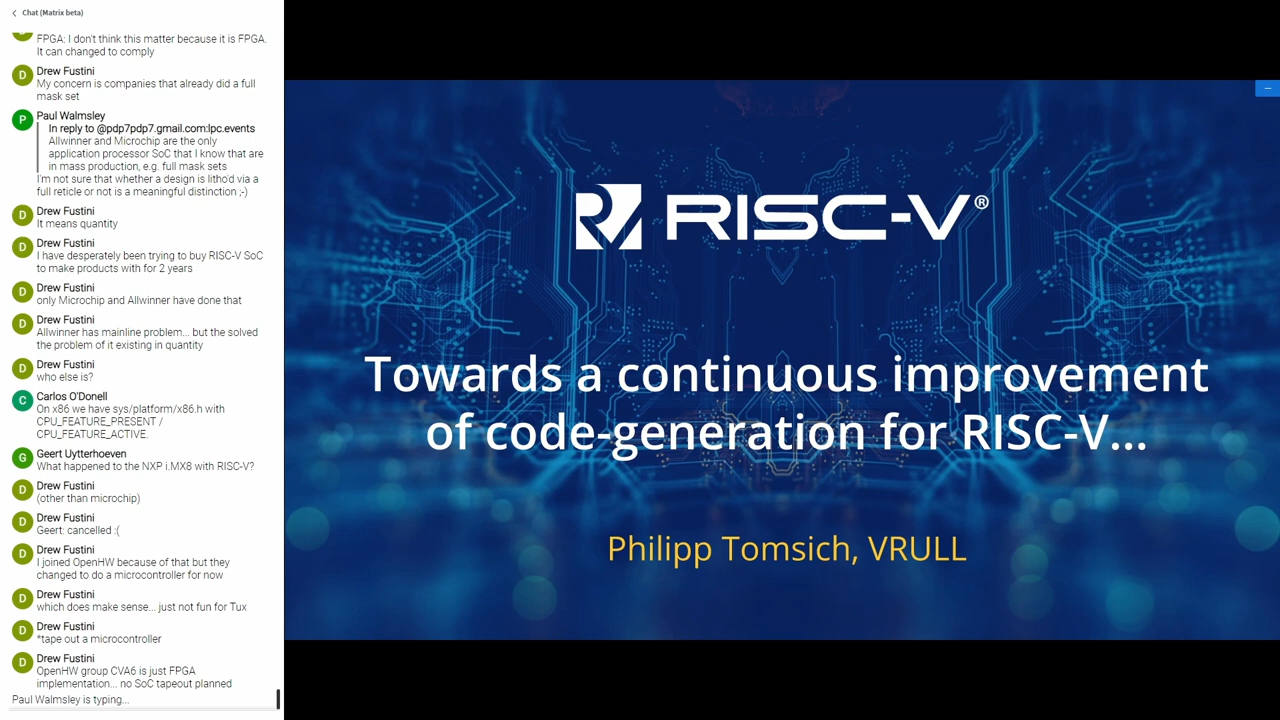 Chat (Matrix beta)
FPGA: I don't think this matter because it is FPGA.
It can changed to comply
D
Drew Fustini
My concern is companies that already did a full
mask set
P
Paul Walmsley
In reply to @pdp7pdp7.gmail.com:lpc.events
Allwinner and Microchip are the only
application processor SoC that I know that are
in mass production, e.g. full mask sets
I'm not sure that whether a design is litho'd via a
full reticle or not is a meaningful distinction ;-)
D
Drew Fustini
It means quantity
D
Drew Fustini
I have desperately been trying to buy RISC-V SoC
to make products with for 2 years
D
Drew Fustini
only Microchip and Allwinner have done that
D
Drew Fustini
Allwinner has mainline problem... but the solved
the problem of it existing in quantity
D
Drew Fustini
who else is?
C
Carlos O'Donell
On x86 we have sys/platform/x86.h with
CPU_FEATURE_PRESENT /
CPU_FEATURE_ACTIVE.
G
Geert Uytterhoeven
What happened to the NXP i.MX8 with RISC-V?
D
Drew Fustini
(other than microchip)
D
Drew Fustini
Geert: cancelled :(
D
Drew Fustini
I joined OpenHW because of that but they
changed to do a microcontroller for now
D
Drew Fustini
which does make sense... just not fun for Tux
D
Drew Fustini
*tape out a microcontroller
D
Drew Fustini
OpenHW group CVA6 is just FPGA
implementation... no SoC tapeout planned
Paul Walmsley is typing...
RISC-V®
Towards a continuous improvement
of code-generation for RISC-V...
Philipp Tomsich, VRULL